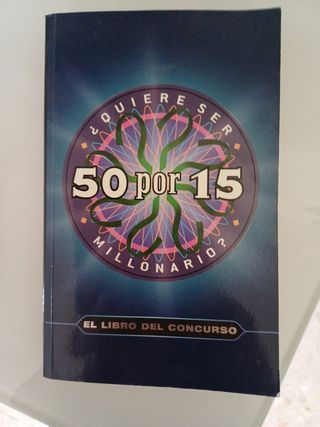 ¿QUIERE SER
50 por 15
MILLONARIO?
EL LIBRO DEL CONCURSO